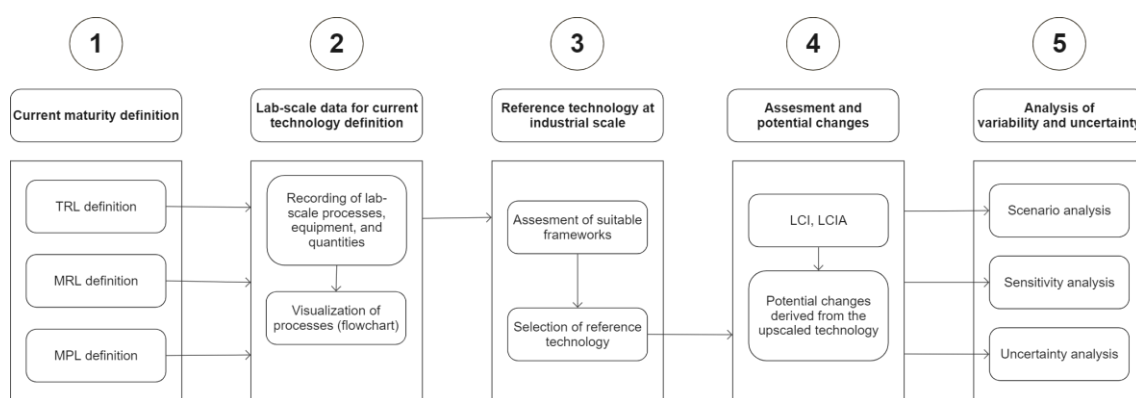 1
2
3
4
5
Current maturity definition
Lab-scale data for current
technology definition
Reference technology at
industrial scale
Assesment and
potential changes
Analysis of
variability and uncertainty
TRL definition
MRL definition
MPL definition
Recording of lab-
scale processes,
equipment, and
quantities
Visualization of
processes (flowchart)
Assesment of suitable
frameworks
Selection of reference
technology
LCI, LCIA
Potential changes
derived from the
upscaled technology
Scenario analysis
Sensitivity analysis
Uncertainty analysis